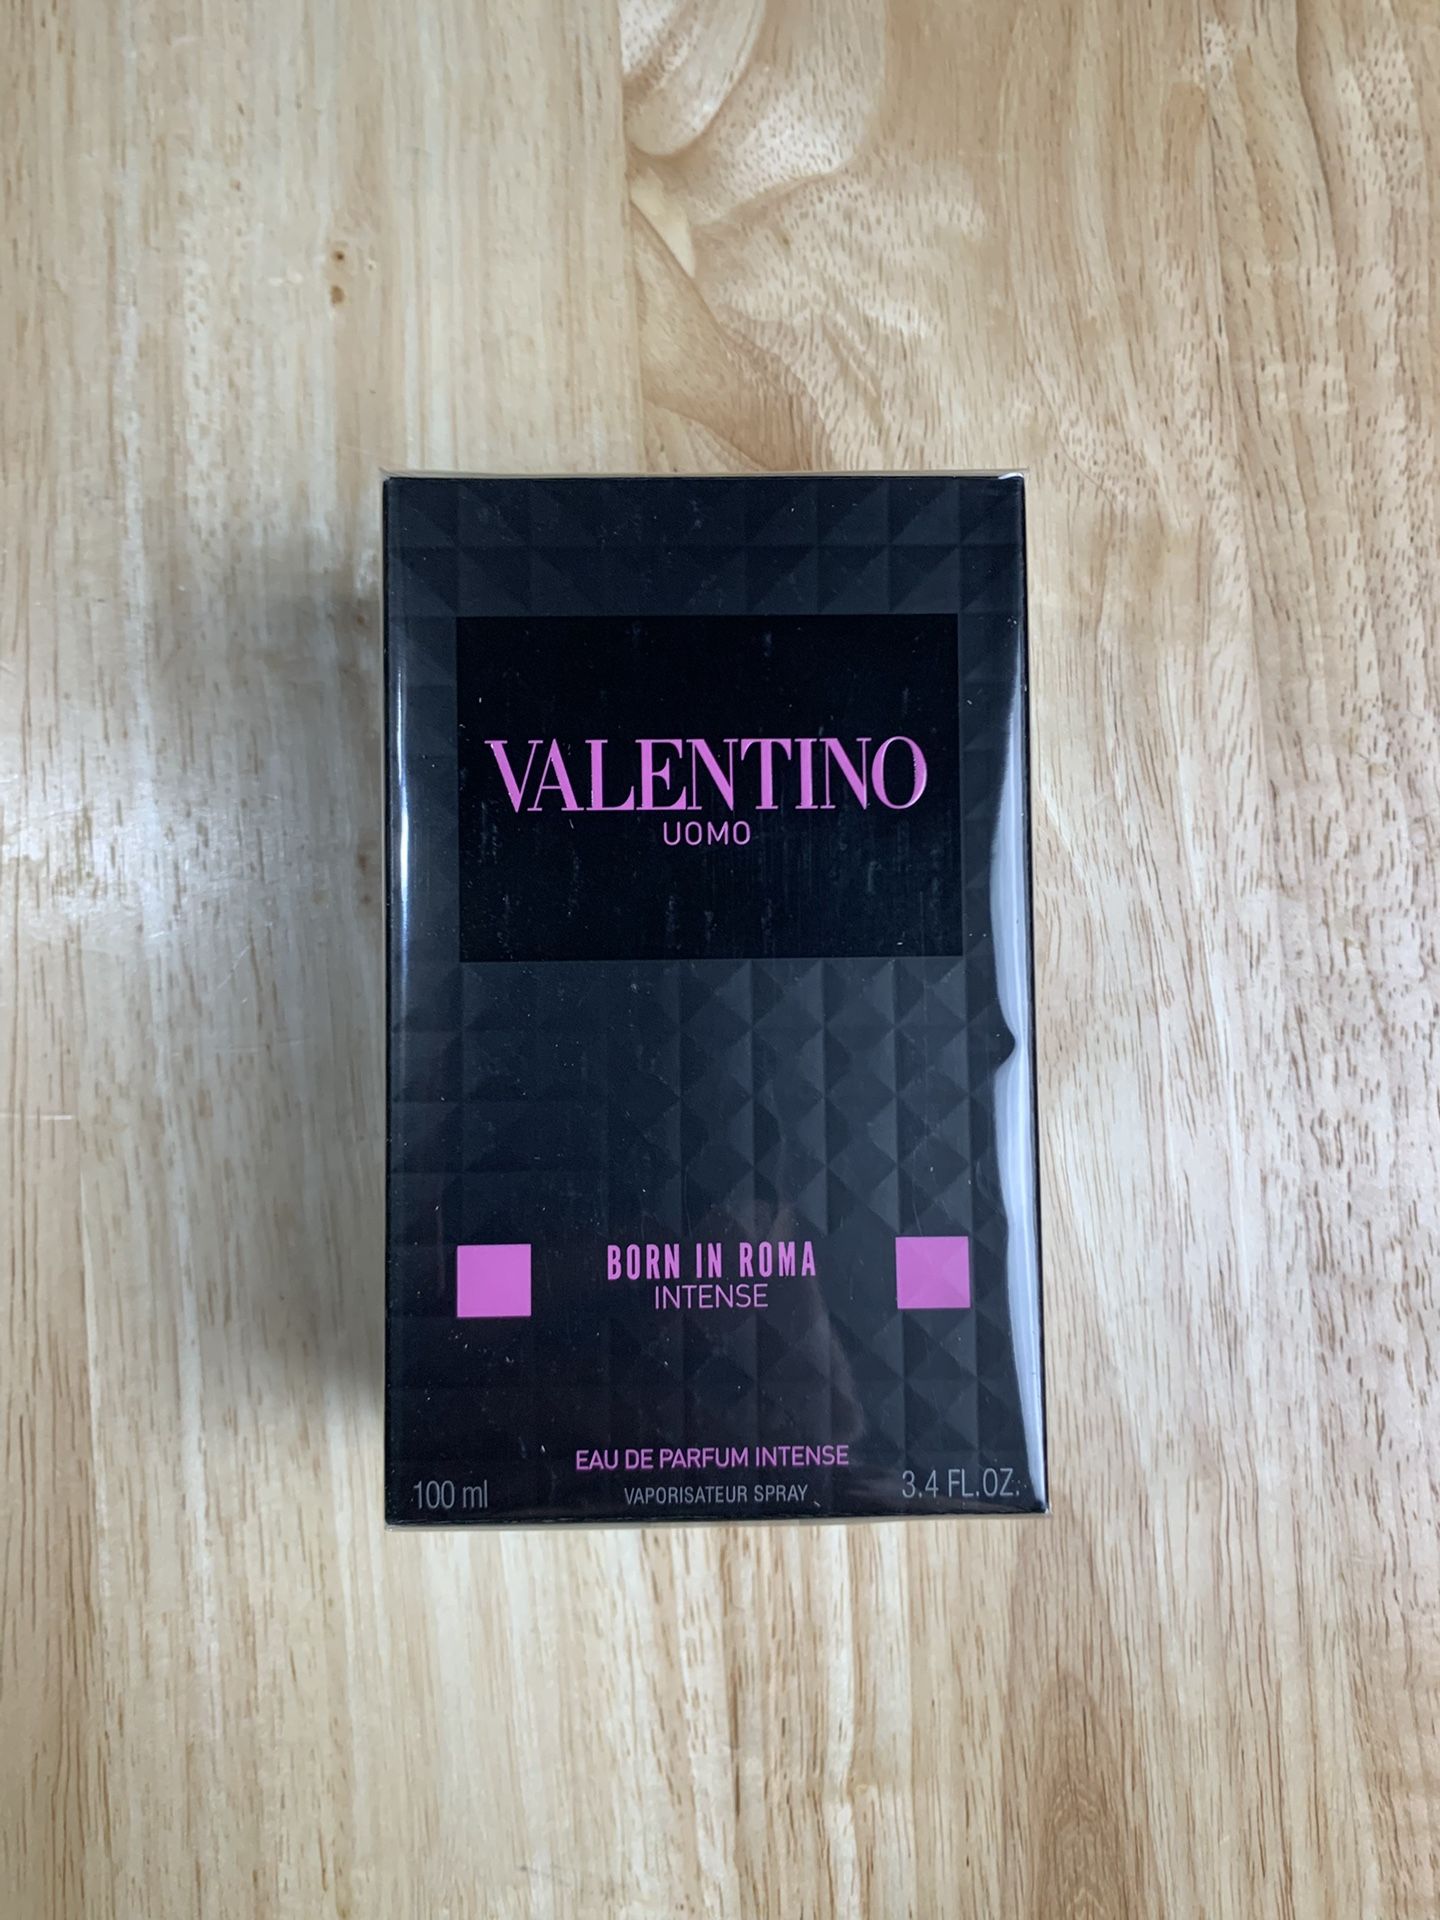 VALENTINO
UOMO
BORN IN ROMA
INTENSE
EAU DE PARFUM INTENSE
100 ml
VAPORISATEUR SPRAY
3.4 FL.OZ.